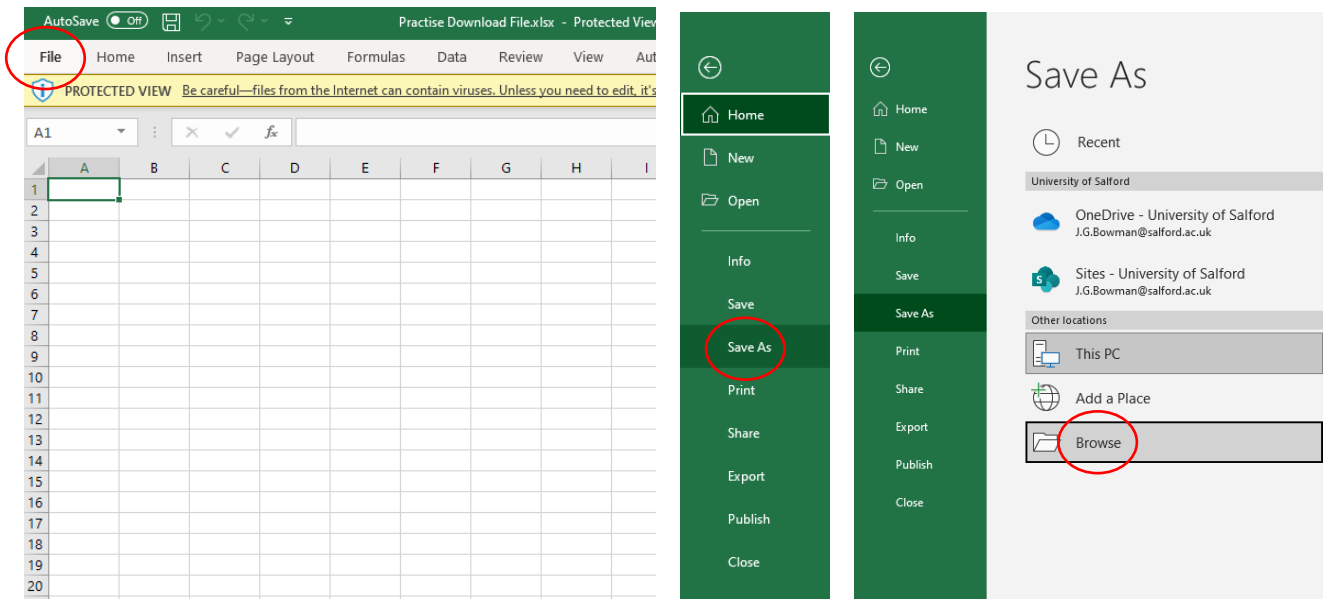 AutoSave Off Practise Download File.xlsx - Protected View
File Home Insert Page Layout Formulas Data Review View Aut
PROTECTED VIEW Be careful—files from the Internet can contain viruses. Unless you need to edit, it's
A1 fx
A B C D E F G H I
1
2
3
4
5
6
7
8
9
10
11
12
13
14
15
16
17
18
19
20
Home
New
Open
Info
Save
Save As
Print
Share
Export
Publish
Close
Home
New
Open
Info
Save
Save As
Print
Share
Export
Publish
Close
Save As
Recent
University of Salford
OneDrive - University of Salford
J.G.Bowman@salford.ac.uk
S
Sites - University of Salford
J.G.Bowman@salford.ac.uk
Other locations
This PC
Add a Place
Browse